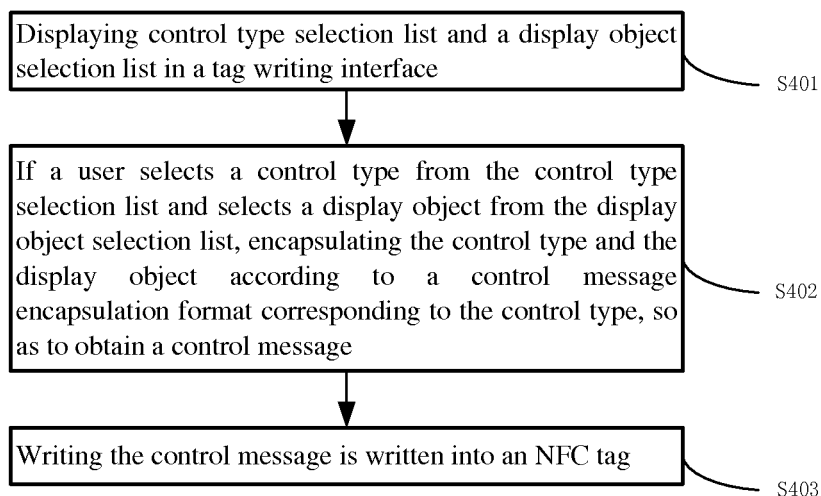 Displaying control type selection list and a display object
selection list in a tag writing interface
S401
If a user selects a control type from the control type
selection list and selects a display object from the display
object selection list, encapsulating the control type and the
display object according to a control message
encapsulation format corresponding to the control type, so
as to obtain a control message
S402
Writing the control message is written into an NFC tag
S403